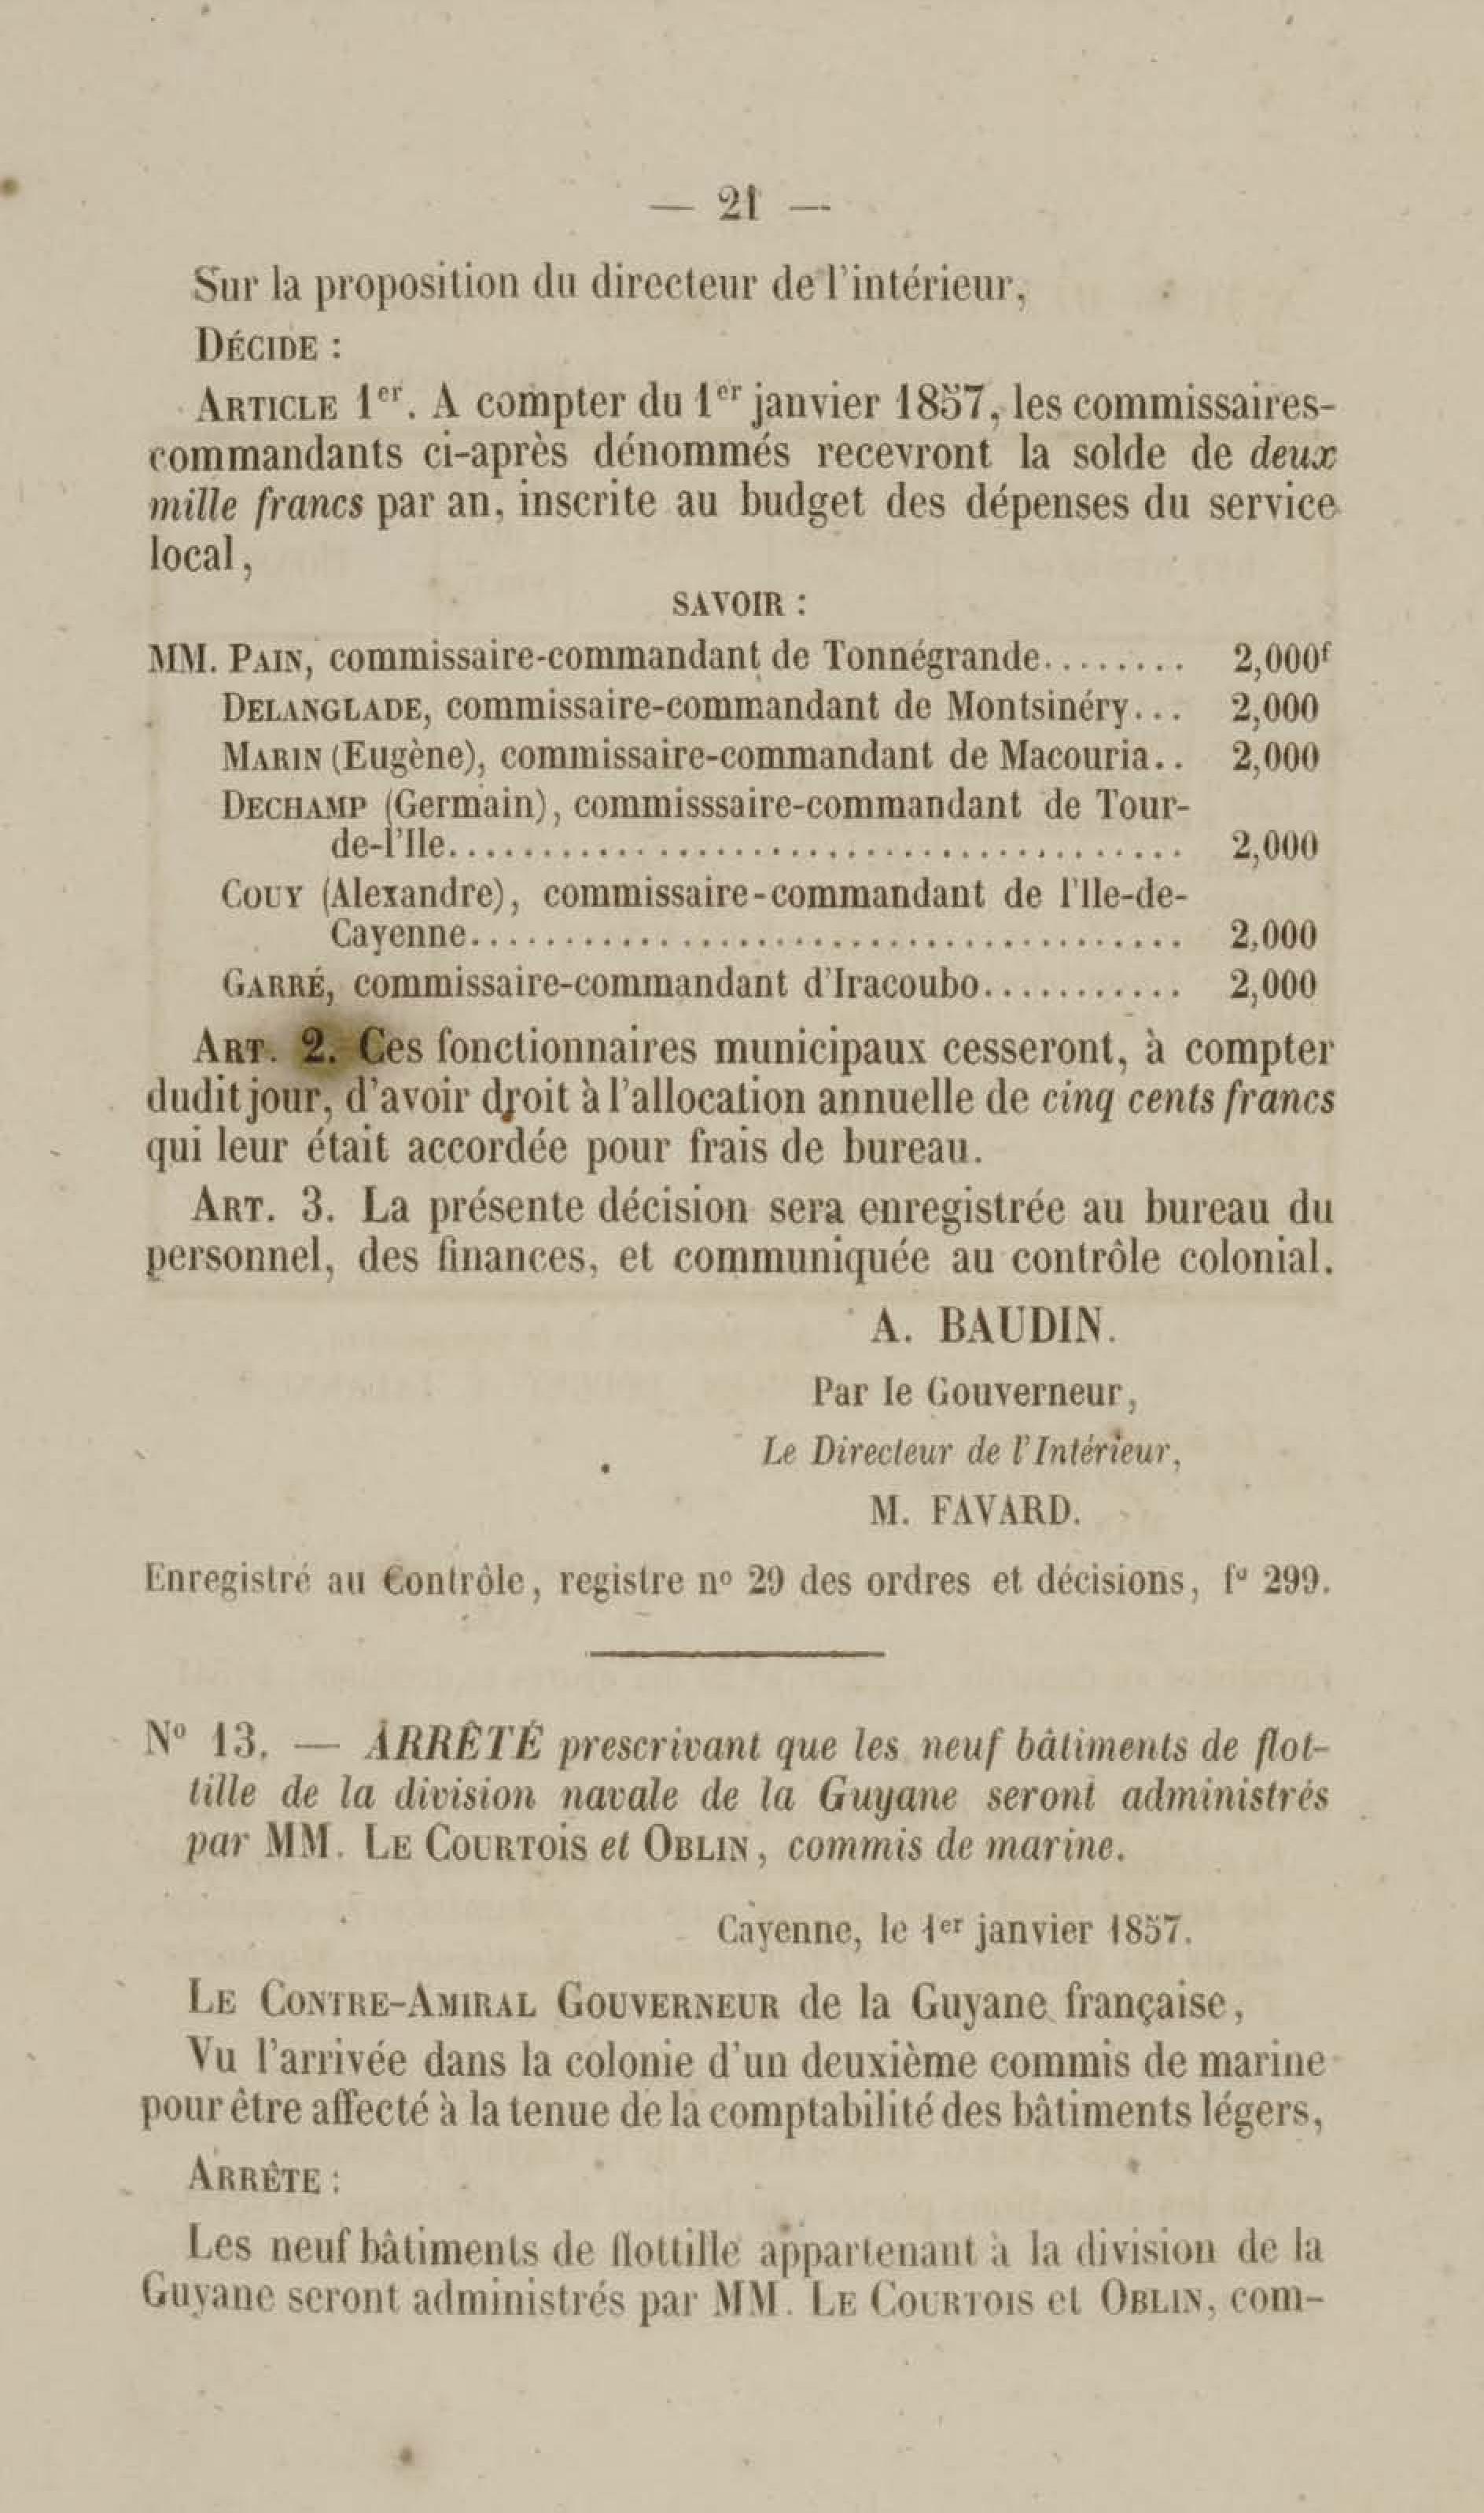 — 21 —
Sur la proposition du directeur de l'intérieur,
DÉCIDE :
ARTICLE 1er. A compter du 1er janvier 1857, les commissaires-
commandants ci-après dénommés recevront la solde de deux
mille francs par an, inscrite au budget des dépenses du service
local,
SAVOIR :
MM. PAIN, commissaire-commandant de Tonnégrande........ 2,000f
DELANGLADE, commissaire-commandant de Montsinéry... 2,000
MARIN (Eugène), commissaire-commandant de Macouria.. 2,000
DECHAMP (Germain), commisssaire-commandant de Tour-
de-l'Ile....................................... 2,000
COUY (Alexandre), commissaire-commandant de l'Ile-de-
Cayenne...................................... 2,000
GARRÉ, commissaire-commandant d'Iracoubo........... 2,000
ART. 2. Ces fonctionnaires municipaux cesseront, à compter
dudit jour, d'avoir droit à l'allocation annuelle de cinq cents francs
qui leur était accordée pour frais de bureau.
ART. 3. La présente décision sera enregistrée au bureau du
personnel, des finances, et communiquée au contrôle colonial.
A. BAUDIN.
Par le Gouverneur,
Le Directeur de l'Intérieur,
M. FAVARD.
Enregistré au Contrôle, registre no 29 des ordres et décisions, fo 299.
No 13. — ARRÊTÉ prescrivant que les neuf bâtiments de flot-
tille de la division navale de la Guyane seront administrés
par MM. LE COURTOIS et OBLIN, commis de marine.
Cayenne, le 1er janvier 1857.
LE CONTRE-AMIRAL GOUVERNEUR de la Guyane française,
Vu l'arrivée dans la colonie d'un deuxième commis de marine
pour être affecté à la tenue de la comptabilité des bâtiments légers,
ARRÊTE :
Les neuf bâtiments de flottille appartenant à la division de la
Guyane seront administrés par MM. LE COURTOIS et OBLIN, com-